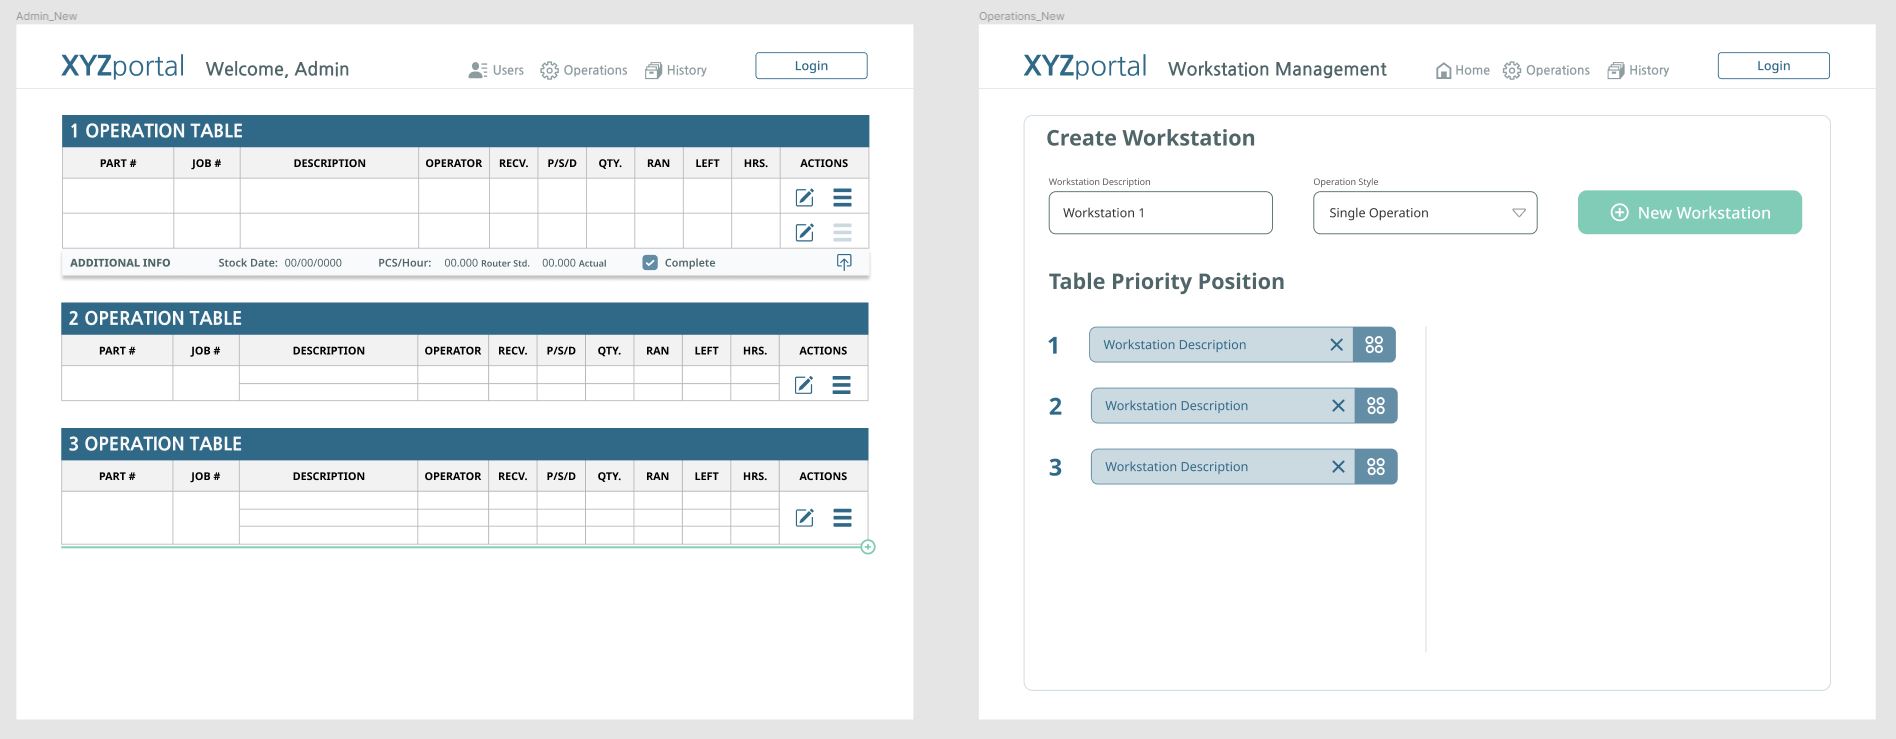 Admin_New
XYZportal Welcome, Admin Users Operations History Login
1 OPERATION TABLE
PART # JOB # DESCRIPTION OPERATOR RECV. P/S/D QTY. RAN LEFT HRS. ACTIONS
ADDITIONAL INFO Stock Date: 00/00/0000 PCS/Hour: 00.000 Router Std. 00.000 Actual Complete
2 OPERATION TABLE
PART # JOB # DESCRIPTION OPERATOR RECV. P/S/D QTY. RAN LEFT HRS. ACTIONS
3 OPERATION TABLE
PART # JOB # DESCRIPTION OPERATOR RECV. P/S/D QTY. RAN LEFT HRS. ACTIONS
Operations_New
XYZportal Workstation Management Home Operations History Login
Create Workstation
Workstation Description Operation Style
Workstation 1 Single Operation New Workstation
Table Priority Position
1 Workstation Description
2 Workstation Description
3 Workstation Description